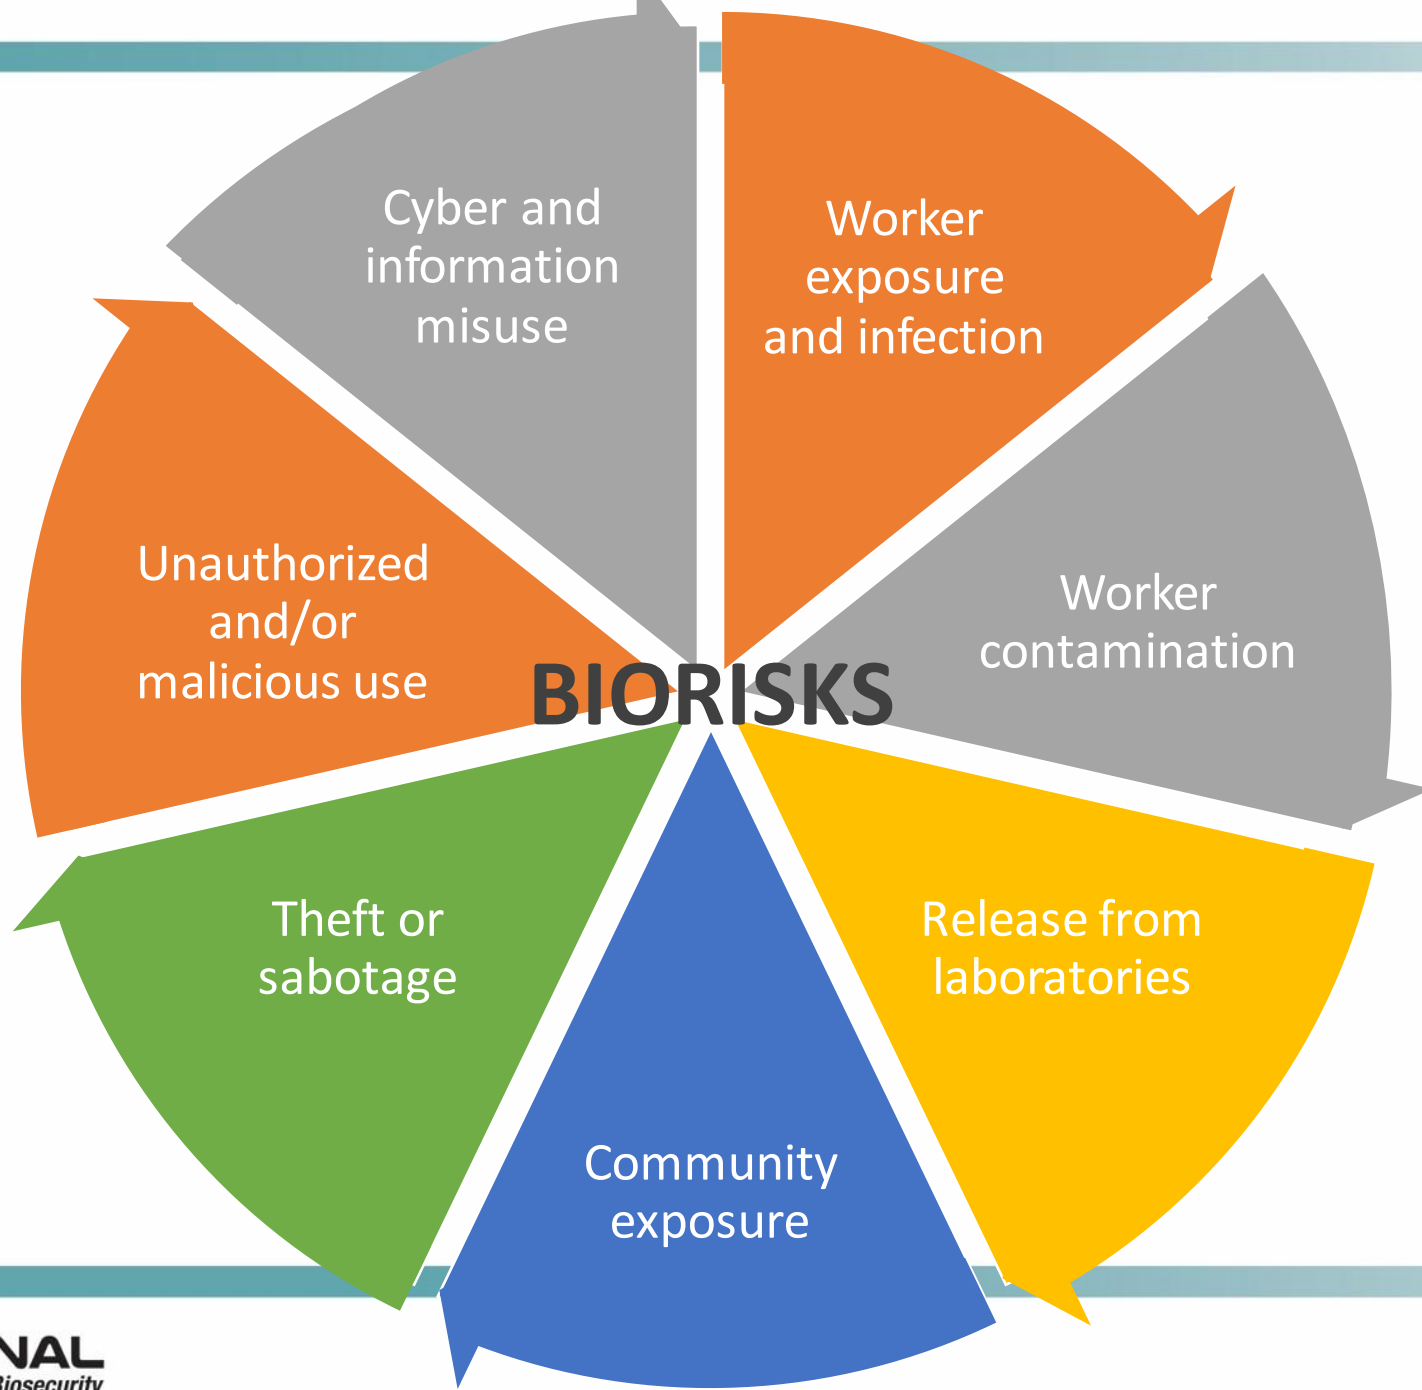 Cyber and
information
misuse
Worker
exposure
and infection
Worker
contamination
Release from
laboratories
Community
exposure
Theft or
sabotage
Unauthorized
and/or
malicious use
BIORISKS
NAL
Biosecurity